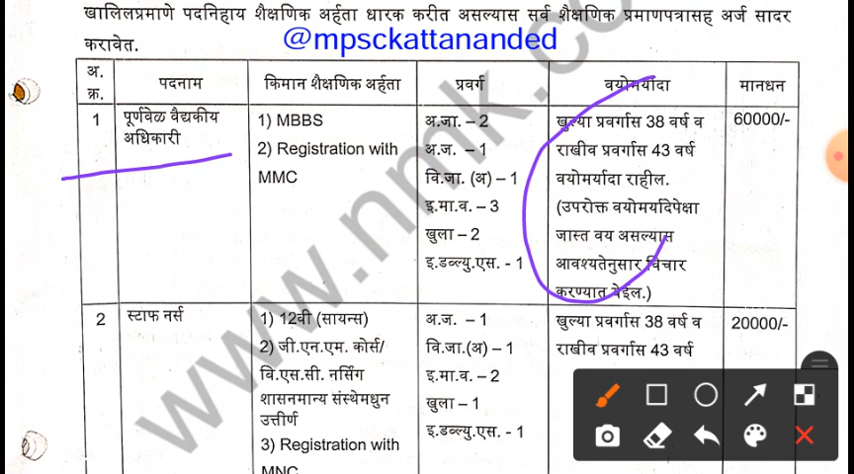 खालिलप्रमाणे पदनिहाय शैक्षणिक अर्हता धारक करीत असल्यास सर्व शैक्षणिक प्रमाणपत्रासह अर्ज सादर
करावेत.
@mpsckattananded
अ.
क्र.
पदनाम
किमान शैक्षणिक अर्हता
प्रवर्ग
वयोमर्यादा
मानधन
1
पूर्णवेळ वैद्यकीय
अधिकारी
1) MBBS
2) Registration with
MMC
अ.जा. – 2
अ.ज. – 1
वि.जा. (अ) – 1
इ.मा.व. – 3
खुला – 2
इ.डब्ल्यु.एस. - 1
खुल्या प्रवर्गास 38 वर्ष व
राखीव प्रवर्गास 43 वर्ष
वयोमर्यादा राहील.
(उपरोक्त वयोमर्यादेपेक्षा
जास्त वय असल्यास
आवश्यतेनुसार विचार
करण्यात येईल.)
60000/-
2
स्टाफ नर्स
1) 12वी (सायन्स)
2) जी.एन.एम. कोर्स/
वि.एस.सी. नर्सिंग
शासनमान्य संस्थेमधुन
उत्तीर्ण
3) Registration with
MNC
अ.ज. – 1
वि.जा.(अ) – 1
इ.मा.व. – 2
खुला – 1
इ.डब्ल्यु.एस. - 1
खुल्या प्रवर्गास 38 वर्ष व
राखीव प्रवर्गास 43 वर्ष
20000/-
www.nmk.co